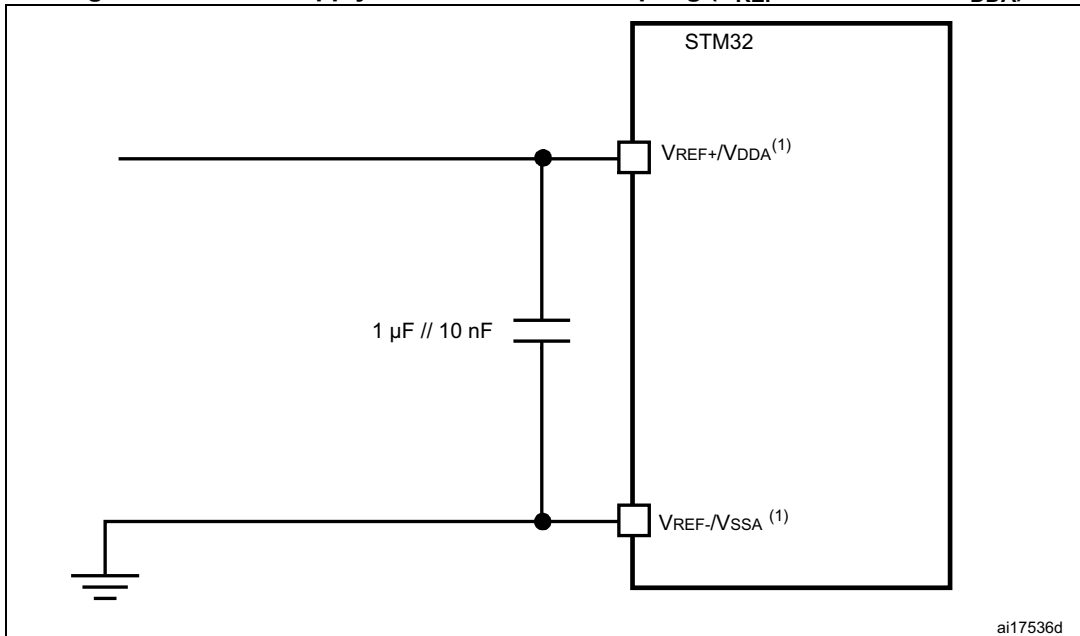 STM32
VREF+/VDDA(1)
1 µF // 10 nF
VREF-/VSSA (1)
ai17536d